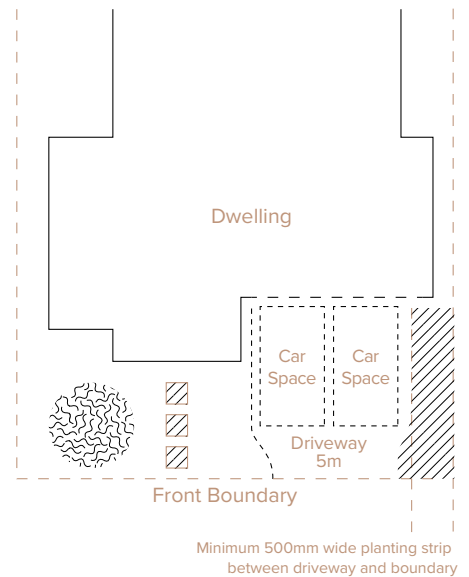 Dwelling
Car
Space
Car
Space
Driveway
5m
Front Boundary
Minimum 500mm wide planting strip
between driveway and boundary